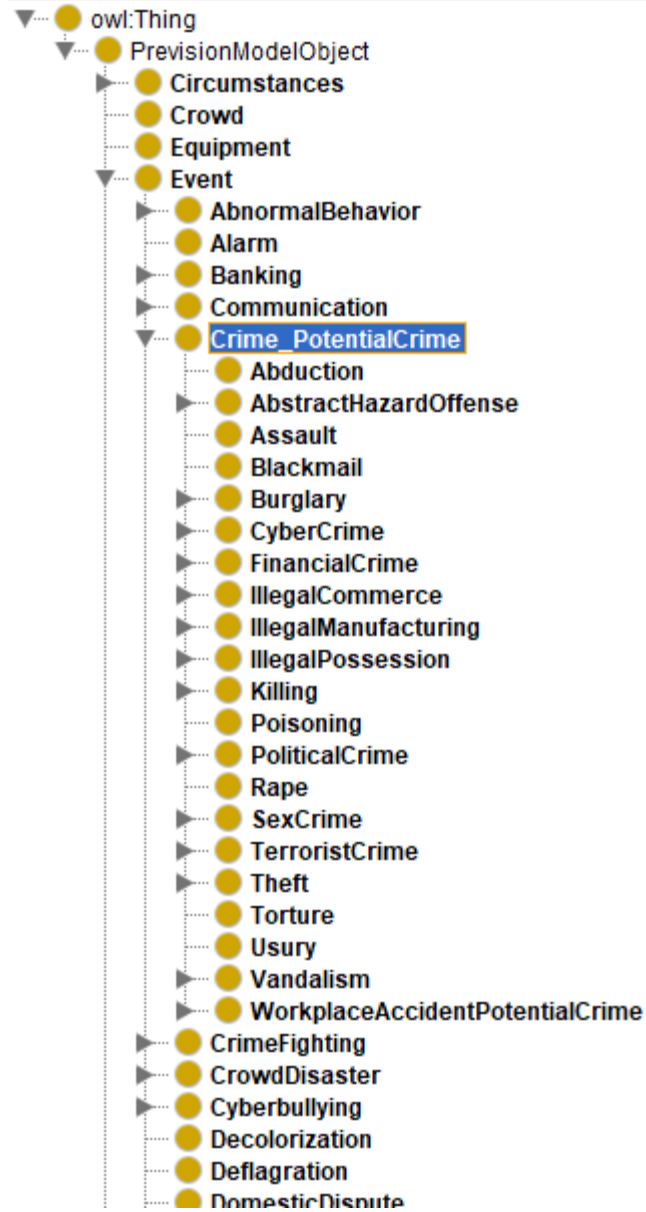 owl:Thing
PrevisionModelObject
Circumstances
Crowd
Equipment
Event
AbnormalBehavior
Alarm
Banking
Communication
Crime_PotentialCrime
Abduction
AbstractHazardOffense
Assault
Blackmail
Burglary
CyberCrime
FinancialCrime
IllegalCommerce
IllegalManufacturing
IllegalPossession
Killing
Poisoning
PoliticalCrime
Rape
SexCrime
TerroristCrime
Theft
Torture
Usury
Vandalism
WorkplaceAccidentPotentialCrime
CrimeFighting
CrowdDisaster
Cyberbullying
Decolorization
Deflagration
DomesticDispute